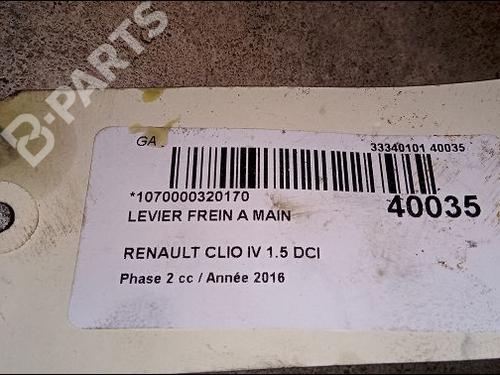 B-PARTS
GA
33340101 40035
*1070000320170
40035
LEVIER FREIN A MAIN
RENAULT CLIO IV 1.5 DCI
Phase 2 cc / Année 2016